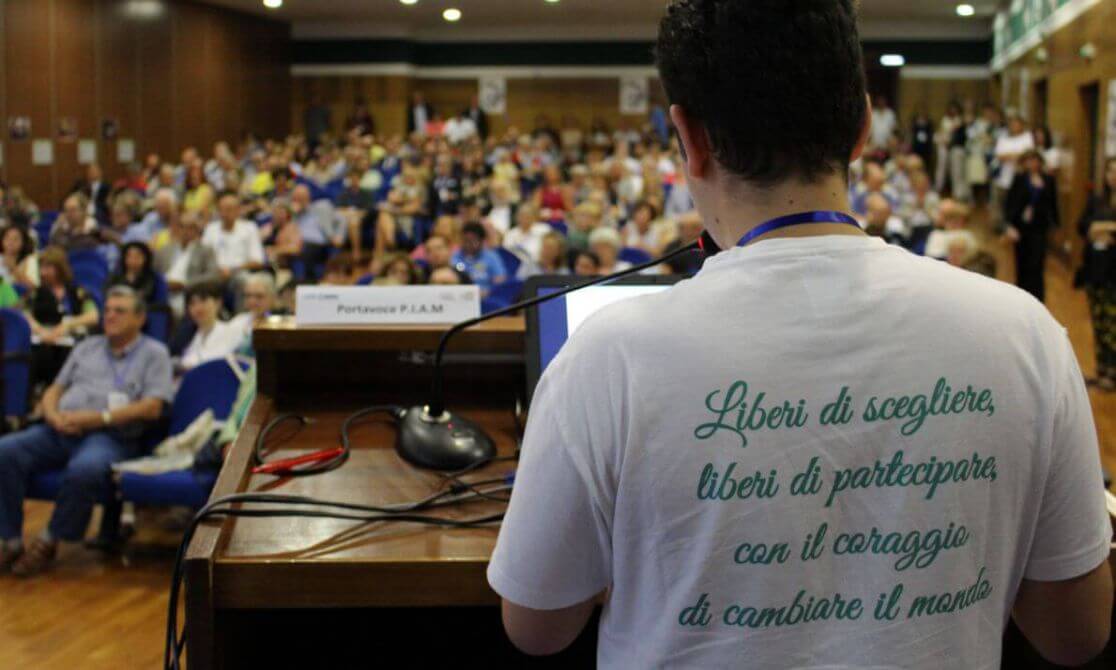 Portavoce P.I.A.M
Liberi di scegliere,
liberi di partecipare,
con il coraggio
di cambiare il mondo